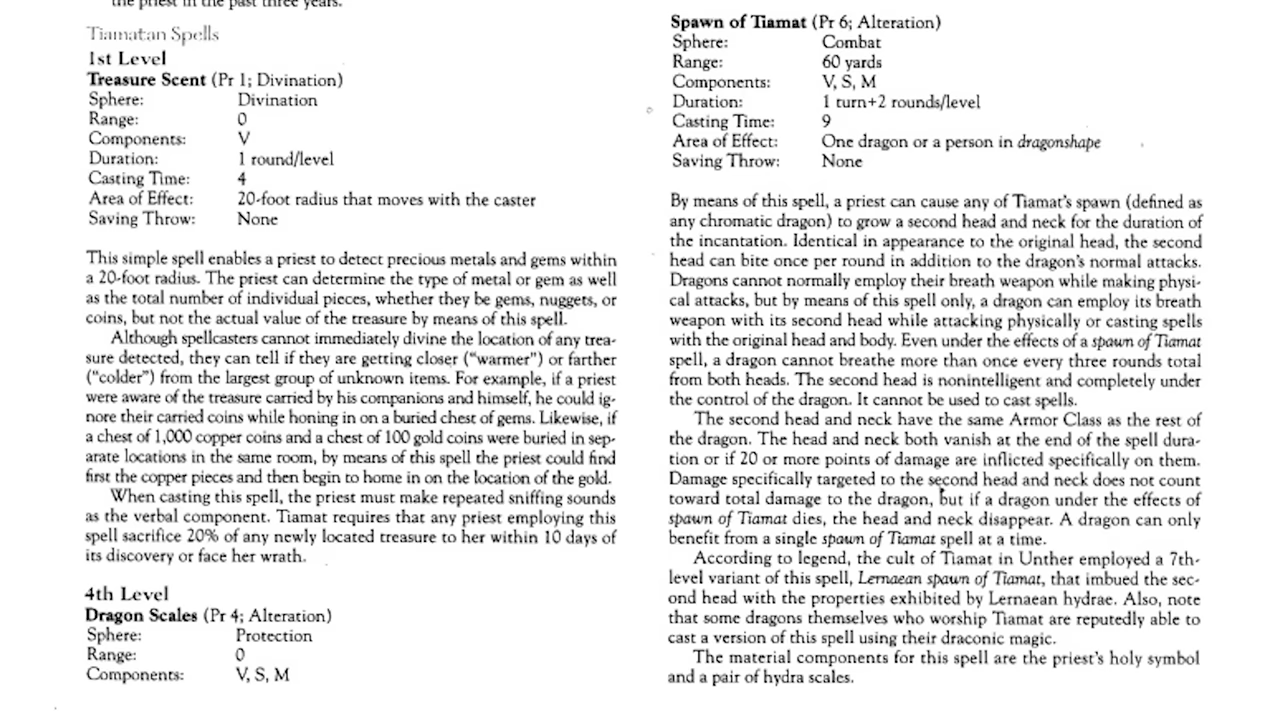 the priest in the past three years.
Tiamatan Spells
1st Level
Treasure Scent (Pr 1; Divination)
Sphere: Divination
Range: 0
Components: V
Duration: 1 round/level
Casting Time: 4
Area of Effect: 20-foot radius that moves with the caster
Saving Throw: None
This simple spell enables a priest to detect precious metals and gems within
a 20-foot radius. The priest can determine the type of metal or gem as well
as the total number of individual pieces, whether they be gems, nuggets, or
coins, but not the actual value of the treasure by means of this spell.
Although spellcasters cannot immediately divine the location of any trea-
sure detected, they can tell if they are getting closer ("warmer") or farther
("colder") from the largest group of unknown items. For example, if a priest
were aware of the treasure carried by his companions and himself, he could ig-
nore their carried coins while honing in on a buried chest of gems. Likewise, if
a chest of 1,000 copper coins and a chest of 100 gold coins were buried in sep-
arate locations in the same room, by means of this spell the priest could find
first the copper pieces and then begin to home in on the location of the gold.
When casting this spell, the priest must make repeated sniffing sounds
as the verbal component. Tiamat requires that any priest employing this
spell sacrifice 20% of any newly located treasure to her within 10 days of
its discovery or face her wrath.
4th Level
Dragon Scales (Pr 4; Alteration)
Sphere: Protection
Range: 0
Components: V, S, M
Spawn of Tiamat (Pr 6; Alteration)
Sphere: Combat
Range: 60 yards
Components: V, S, M
Duration: 1 turn+2 rounds/level
Casting Time: 9
Area of Effect: One dragon or a person in dragonshape
Saving Throw: None
By means of this spell, a priest can cause any of Tiamat's spawn (defined as
any chromatic dragon) to grow a second head and neck for the duration of
the incantation. Identical in appearance to the original head, the second
head can bite once per round in addition to the dragon's normal attacks.
Dragons cannot normally employ their breath weapon while making physi-
cal attacks, but by means of this spell only, a dragon can employ its breath
weapon with its second head while attacking physically or casting spells
with the original head and body. Even under the effects of a spawn of Tiamat
spell, a dragon cannot breathe more than once every three rounds total
from both heads. The second head is nonintelligent and completely under
the control of the dragon. It cannot be used to cast spells.
The second head and neck have the same Armor Class as the rest of
the dragon. The head and neck both vanish at the end of the spell dura-
tion or if 20 or more points of damage are inflicted specifically on them.
Damage specifically targeted to the second head and neck does not count
toward total damage to the dragon, but if a dragon under the effects of
spawn of Tiamat dies, the head and neck disappear. A dragon can only
benefit from a single spawn of Tiamat spell at a time.
According to legend, the cult of Tiamat in Unther employed a 7th-
level variant of this spell, Lernaean spawn of Tiamat, that imbued the sec-
ond head with the properties exhibited by Lernaean hydrae. Also, note
that some dragons themselves who worship Tiamat are reputedly able to
cast a version of this spell using their draconic magic.
The material components for this spell are the priest's holy symbol
and a pair of hydra scales.